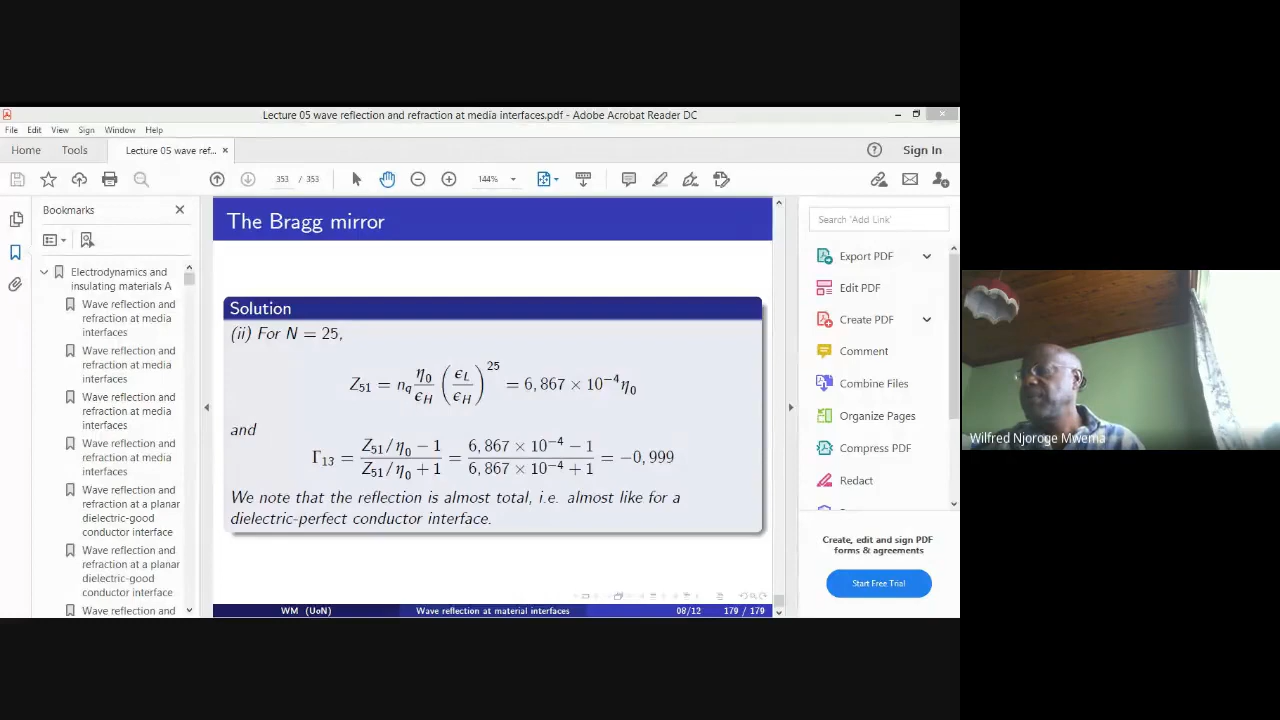 Lecture 05 wave reflection and refraction at media interfaces.pdf - Adobe Acrobat Reader DC
File Edit View Sign Window Help
Home Tools Lecture 05 wave ref... × Sign In
353 / 353 144%
Bookmarks
Electrodynamics and
insulating materials A
Wave reflection and
refraction at media
interfaces
Wave reflection and
refraction at media
interfaces
Wave reflection and
refraction at media
interfaces
Wave reflection and
refraction at media
interfaces
Wave reflection and
refraction at a planar
dielectric-good
conductor interface
Wave reflection and
refraction at a planar
dielectric-good
conductor interface
Wave reflection and
The Bragg mirror
Solution
(ii) For N = 25,
Z₅₁ = n_q η₀/ϵ_H (ϵ_L/ϵ_H)²⁵ = 6,867 × 10⁻⁴η₀
and
Γ₁₃ = (Z₅₁/η₀ − 1)/(Z₅₁/η₀ + 1) = (6,867 × 10⁻⁴ − 1)/(6,867 × 10⁻⁴ + 1) = −0,999
We note that the reflection is almost total, i.e. almost like for a
dielectric-perfect conductor interface.
WM (UoN) Wave reflection at material interfaces 08/12 179 / 179
Search 'Add Link'
Export PDF
Edit PDF
Create PDF
Comment
Combine Files
Organize Pages
Compress PDF
Redact
Create, edit and sign PDF
forms & agreements
Start Free Trial
Wilfred Njoroge Mwema